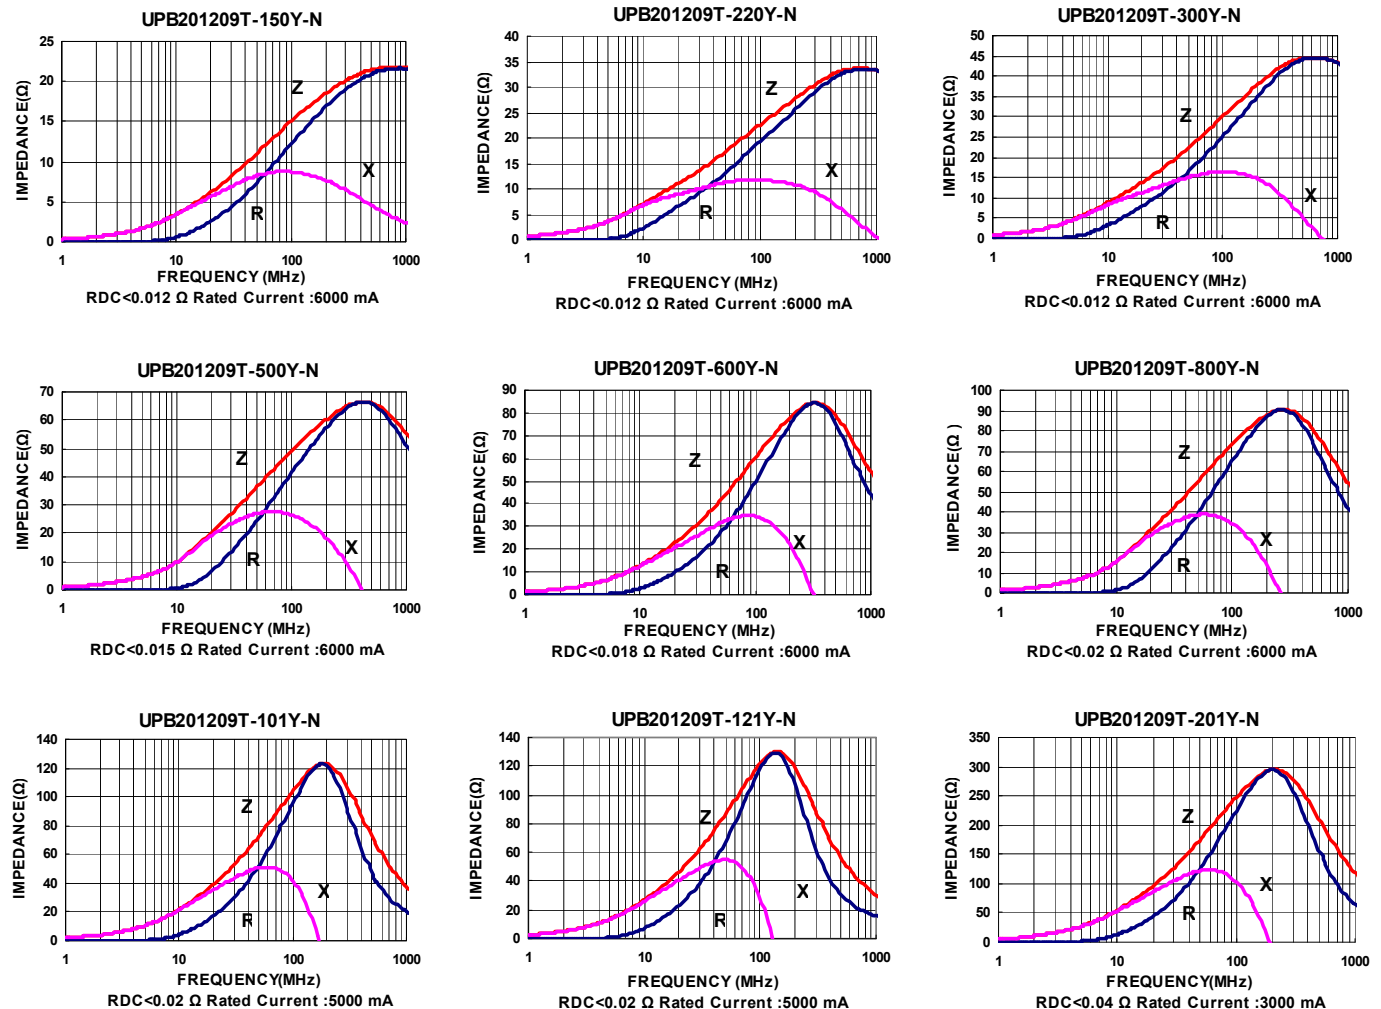 UPB201209T-150Y-N
IMPEDANCE(Ω)
25
20
15
10
5
0
Z
X
R
1 10 100 1000
FREQUENCY (MHz)
RDC<0.012 Ω Rated Current :6000 mA
UPB201209T-220Y-N
IMPEDANCE(Ω)
40
35
30
25
20
15
10
5
0
Z
X
R
1 10 100 1000
FREQUENCY (MHz)
RDC<0.012 Ω Rated Current :6000 mA
UPB201209T-300Y-N
IMPEDANCE(Ω)
50
45
40
35
30
25
20
15
10
5
0
Z
X
R
1 10 100 1000
FREQUENCY (MHz)
RDC<0.012 Ω Rated Current :6000 mA
UPB201209T-500Y-N
IMPEDANCE(Ω)
70
60
50
40
30
20
10
0
Z
X
R
1 10 100 1000
FREQUENCY (MHz)
RDC<0.015 Ω Rated Current :6000 mA
UPB201209T-600Y-N
IMPEDANCE(Ω)
90
80
70
60
50
40
30
20
10
0
Z
X
R
1 10 100 1000
FREQUENCY (MHz)
RDC<0.018 Ω Rated Current :6000 mA
UPB201209T-800Y-N
IMPEDANCE(Ω )
100
90
80
70
60
50
40
30
20
10
0
Z
X
R
1 10 100 1000
FREQUENCY (MHz)
RDC<0.02 Ω Rated Current :6000 mA
UPB201209T-101Y-N
IMPEDANCE(Ω)
140
120
100
80
60
40
20
0
Z
X
R
1 10 100 1000
FREQUENCY(MHz)
RDC<0.02 Ω Rated Current :5000 mA
UPB201209T-121Y-N
IMPEDANCE(Ω)
140
120
100
80
60
40
20
0
Z
X
R
1 10 100 1000
FREQUENCY (MHz)
RDC<0.02 Ω Rated Current :5000 mA
UPB201209T-201Y-N
IMPEDANCE(Ω)
350
300
250
200
150
100
50
0
Z
X
R
1 10 100 1000
FREQUENCY (MHz)
RDC<0.04 Ω Rated Current :3000 mA